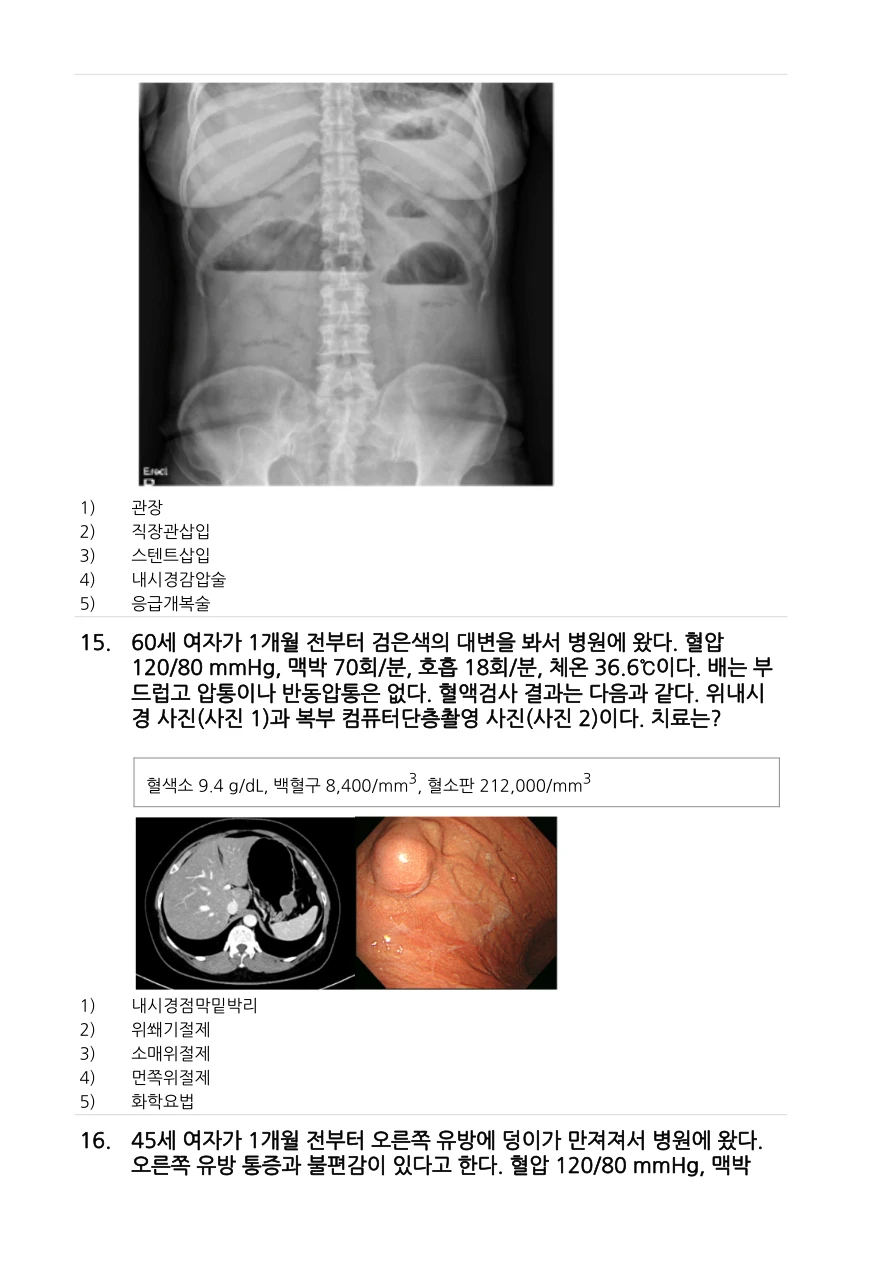 Erect
R
1) 관장
2) 직장관삽입
3) 스텐트삽입
4) 내시경감압술
5) 응급개복술
15. 60세 여자가 1개월 전부터 검은색의 대변을 봐서 병원에 왔다. 혈압
120/80 mmHg, 맥박 70회/분, 호흡 18회/분, 체온 36.6℃이다. 배는 부
드럽고 압통이나 반동압통은 없다. 혈액검사 결과는 다음과 같다. 위내시
경 사진(사진 1)과 복부 컴퓨터단층촬영 사진(사진 2)이다. 치료는?
혈색소 9.4 g/dL, 백혈구 8,400/mm³, 혈소판 212,000/mm³
1) 내시경점막밑박리
2) 위쐐기절제
3) 소매위절제
4) 먼쪽위절제
5) 화학요법
16. 45세 여자가 1개월 전부터 오른쪽 유방에 덩이가 만져져서 병원에 왔다.
오른쪽 유방 통증과 불편감이 있다고 한다. 혈압 120/80 mmHg, 맥박